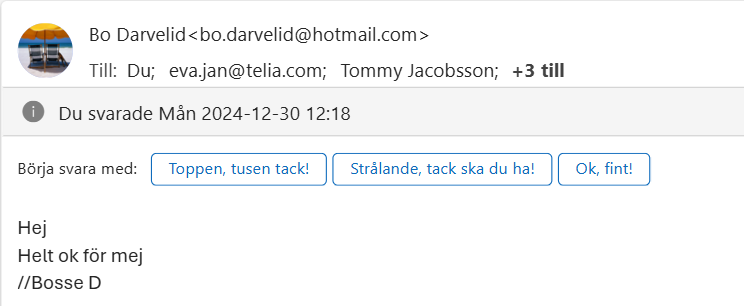 Bo Darvelid<bo.darvelid@hotmail.com>
Till: Du; eva.jan@telia.com; Tommy Jacobsson; +3 till
Du svarade Mån 2024-12-30 12:18
Börja svara med: Toppen, tusen tack! Strålande, tack ska du ha! Ok, fint!
Hej
Helt ok för mej
//Bosse D